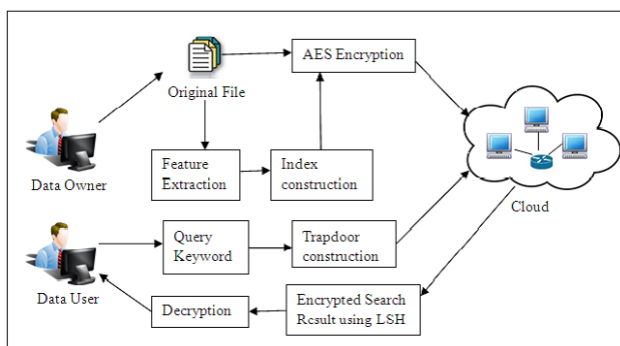 AES Encryption
Original File
Data Owner
Feature
Extraction
Index
construction
Cloud
Query
Keyword
Trapdoor
construction
Data User
Decryption
Encrypted Search
Result using LSH